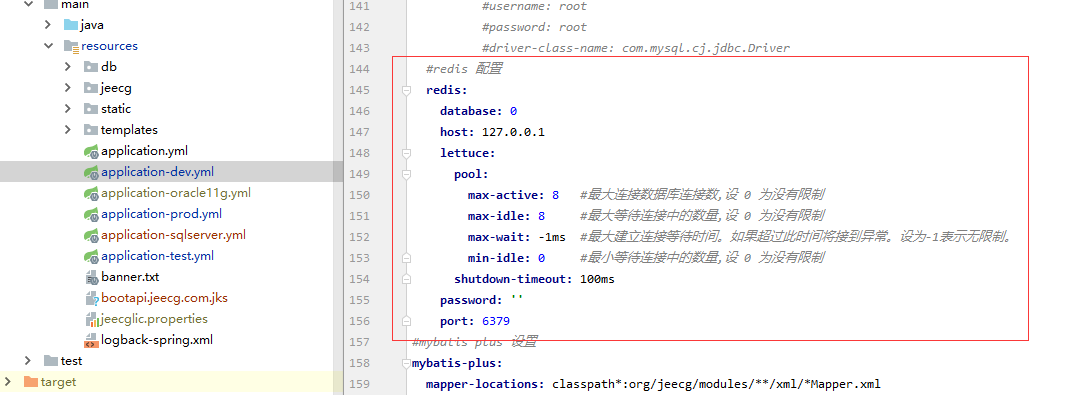 main
java
resources
db
jeecg
static
templates
application.yml
application-dev.yml
application-oracle11g.yml
application-prod.yml
application-sqlserver.yml
application-test.yml
banner.txt
bootapi.jeecg.com.jks
jeecglic.properties
logback-spring.xml
test
target
141 #username: root
142 #password: root
143 #driver-class-name: com.mysql.cj.jdbc.Driver
144 #redis 配置
145 redis:
146 database: 0
147 host: 127.0.0.1
148 lettuce:
149 pool:
150 max-active: 8 #最大连接数据库连接数,设 0 为没有限制
151 max-idle: 8 #最大等待连接中的数量,设 0 为没有限制
152 max-wait: -1ms #最大建立连接等待时间。如果超过此时间将接到异常。设为-1表示无限制。
153 min-idle: 0 #最小等待连接中的数量,设 0 为没有限制
154 shutdown-timeout: 100ms
155 password: ''
156 port: 6379
157 #mybatis plus 设置
158 mybatis-plus:
159 mapper-locations: classpath*:org/jeecg/modules/**/xml/*Mapper.xml